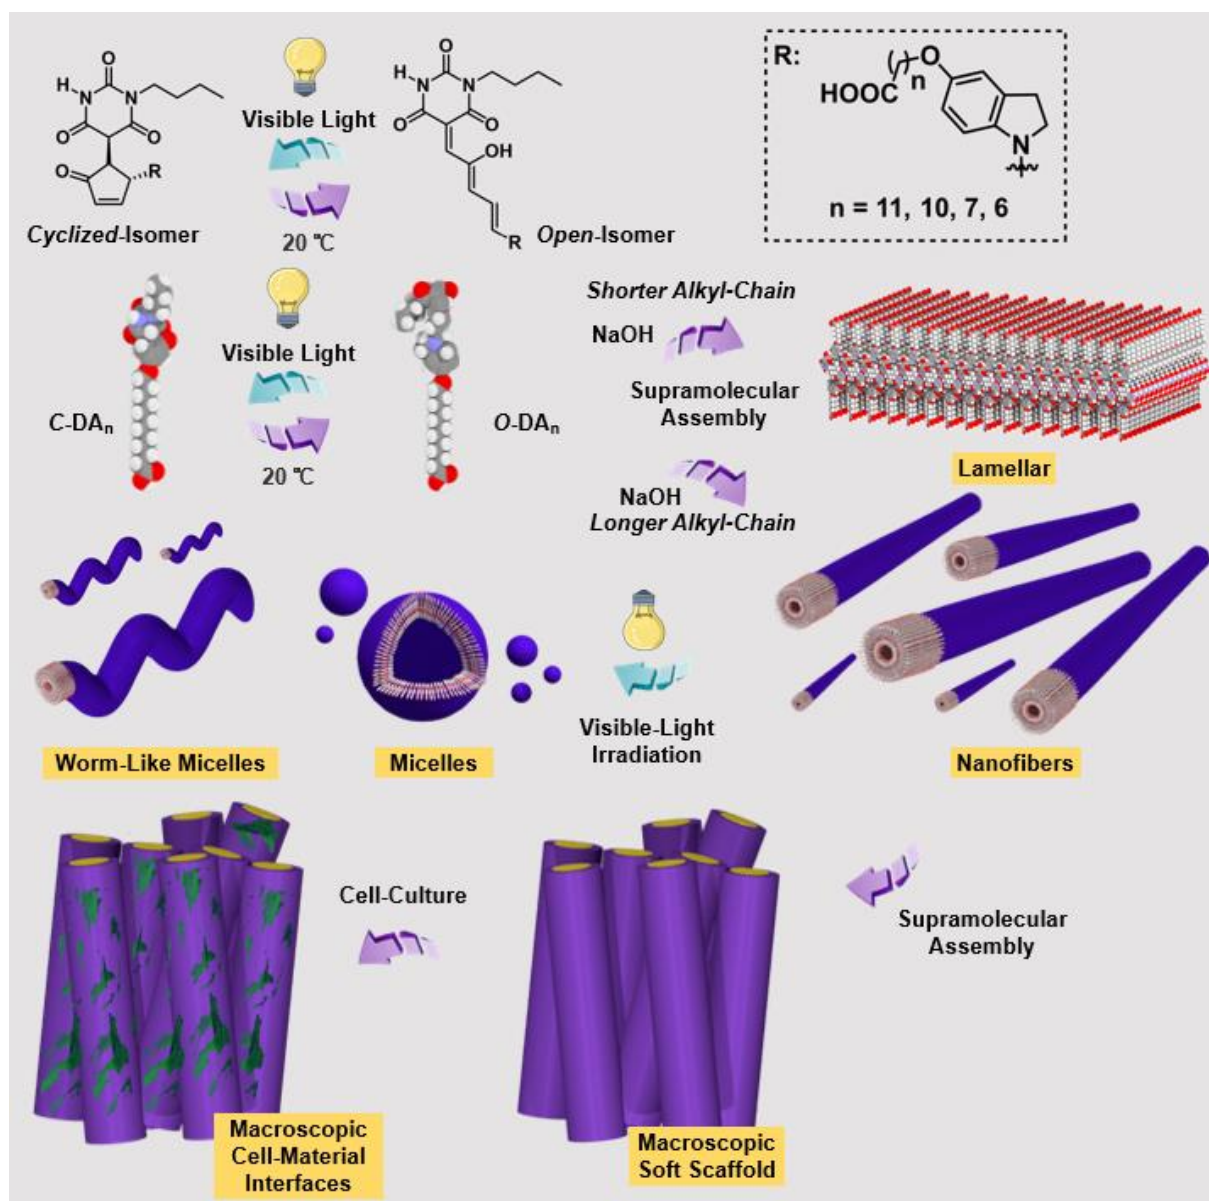 O
H
N
N
O
O
O
R
Cyclized-Isomer
Visible Light
20 ℃
O
H
N
N
O
O
OH
R
Open-Isomer
R:
HOOC
n
O
N
n = 11, 10, 7, 6
C-DAn
Visible Light
20 ℃
O-DAn
Shorter Alkyl-Chain
NaOH
Supramolecular
Assembly
NaOH
Longer Alkyl-Chain
Lamellar
Worm-Like Micelles
Micelles
Visible-Light
Irradiation
Nanofibers
Cell-Culture
Supramolecular
Assembly
Macroscopic
Cell-Material
Interfaces
Macroscopic
Soft Scaffold